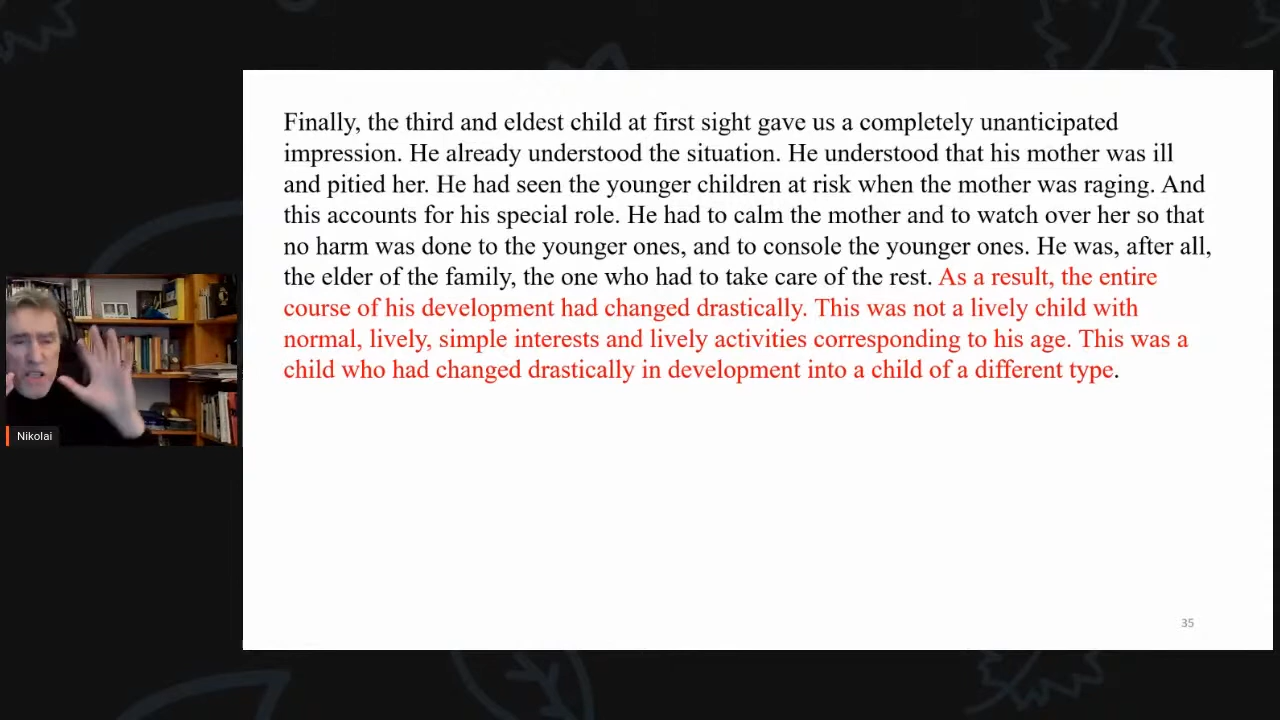 Finally, the third and eldest child at first sight gave us a completely unanticipated
impression. He already understood the situation. He understood that his mother was ill
and pitied her. He had seen the younger children at risk when the mother was raging. And
this accounts for his special role. He had to calm the mother and to watch over her so that
no harm was done to the younger ones, and to console the younger ones. He was, after all,
the elder of the family, the one who had to take care of the rest. As a result, the entire
course of his development had changed drastically. This was not a lively child with
normal, lively, simple interests and lively activities corresponding to his age. This was a
child who had changed drastically in development into a child of a different type.
Nikolai
35